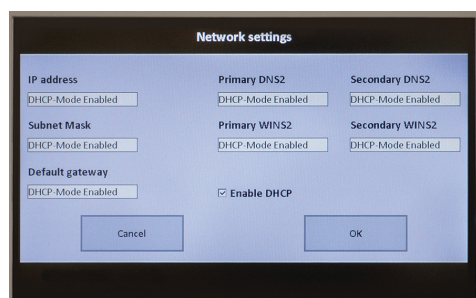 Network settings
IP address
DHCP-Mode Enabled
Primary DNS2
DHCP-Mode Enabled
Secondary DNS2
DHCP-Mode Enabled
Subnet Mask
DHCP-Mode Enabled
Primary WINS2
DHCP-Mode Enabled
Secondary WINS2
DHCP-Mode Enabled
Default gateway
DHCP-Mode Enabled
Enable DHCP
Cancel
OK